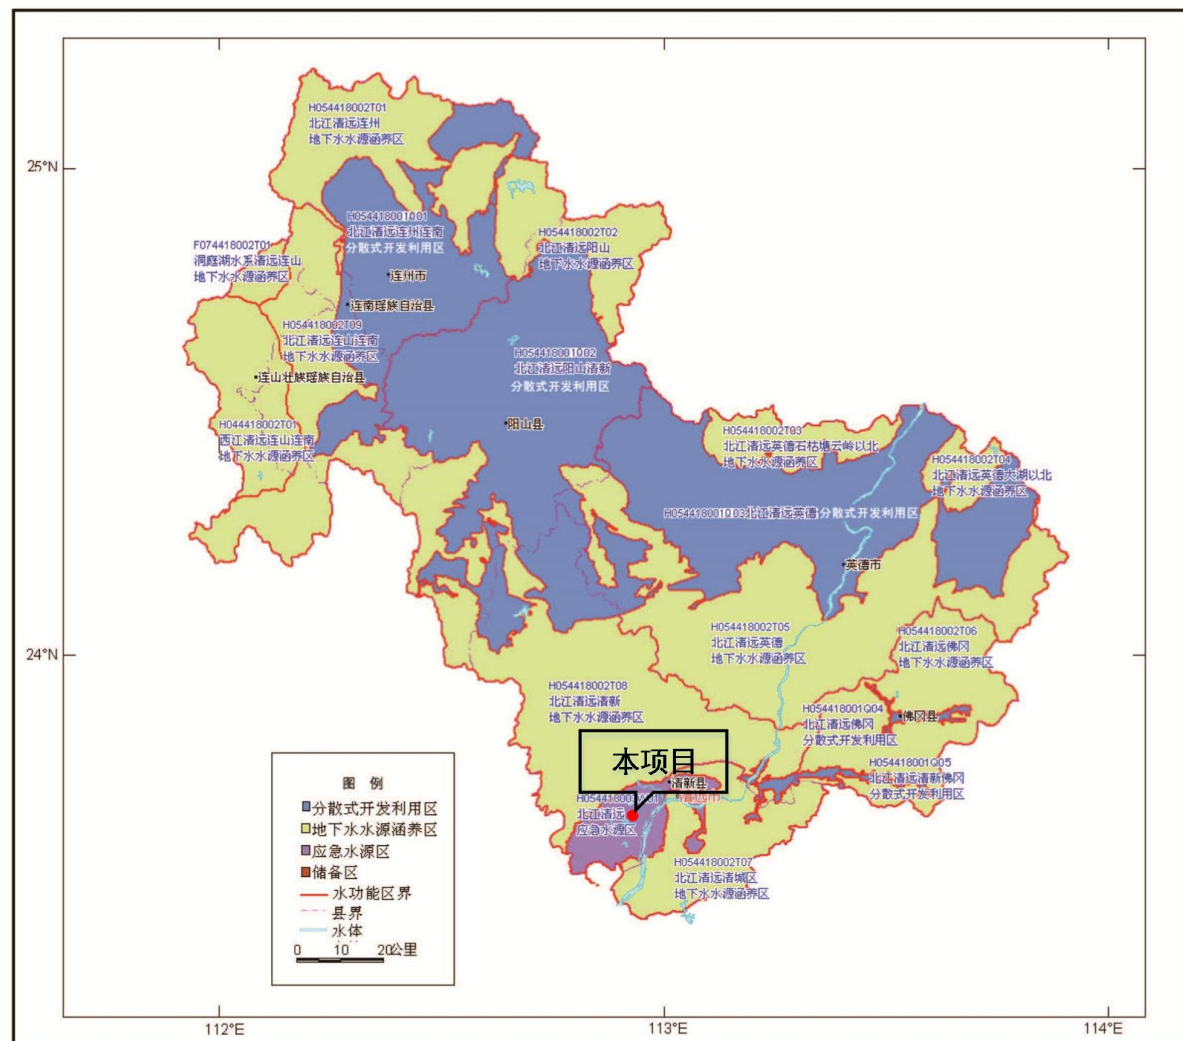 H054418002T01
北江清远连州
地下水水源涵养区
25°N
H054418001Q01
北江清远连州连南
分散式开发利用区
H054418002T02
北江清远阳山
地下水水源涵养区
F074418002T01
洞庭湖水系清远连山
地下水水源涵养区
连州市
连南瑶族自治县
H054418002T09
北江清远连山连南
地下水水源涵养区
H054418001Q02
北江清远阳山清新
分散式开发利用区
连山壮族瑶族自治县
阳山县
H044418002T01
西江清远连山连南
地下水水源涵养区
H054418002T03
北江清远英德石牯塘云岭以北
地下水水源涵养区
H054418002T04
北江清远英德大湖以北
地下水水源涵养区
H054418001Q03北江清远英德分散式开发利用区
英德市
H054418002T05
北江清远英德
地下水水源涵养区
H054418002T06
北江清远佛冈
地下水水源涵养区
24°N
H054418002T08
北江清远清新
地下水水源涵养区
H054418001Q04
北江清远佛冈
分散式开发利用区
佛冈县
本项目
清新县
清远市
H054418001Q05
北江清远清新佛冈
分散式开发利用区
北江清远
应急水源区
H054418002T07
北江清远清城区
地下水水源涵养区
图 例
分散式开发利用区
地下水水源涵养区
应急水源区
储备区
水功能区界
县界
水体
0 10 20公里
112°E
113°E
114°E